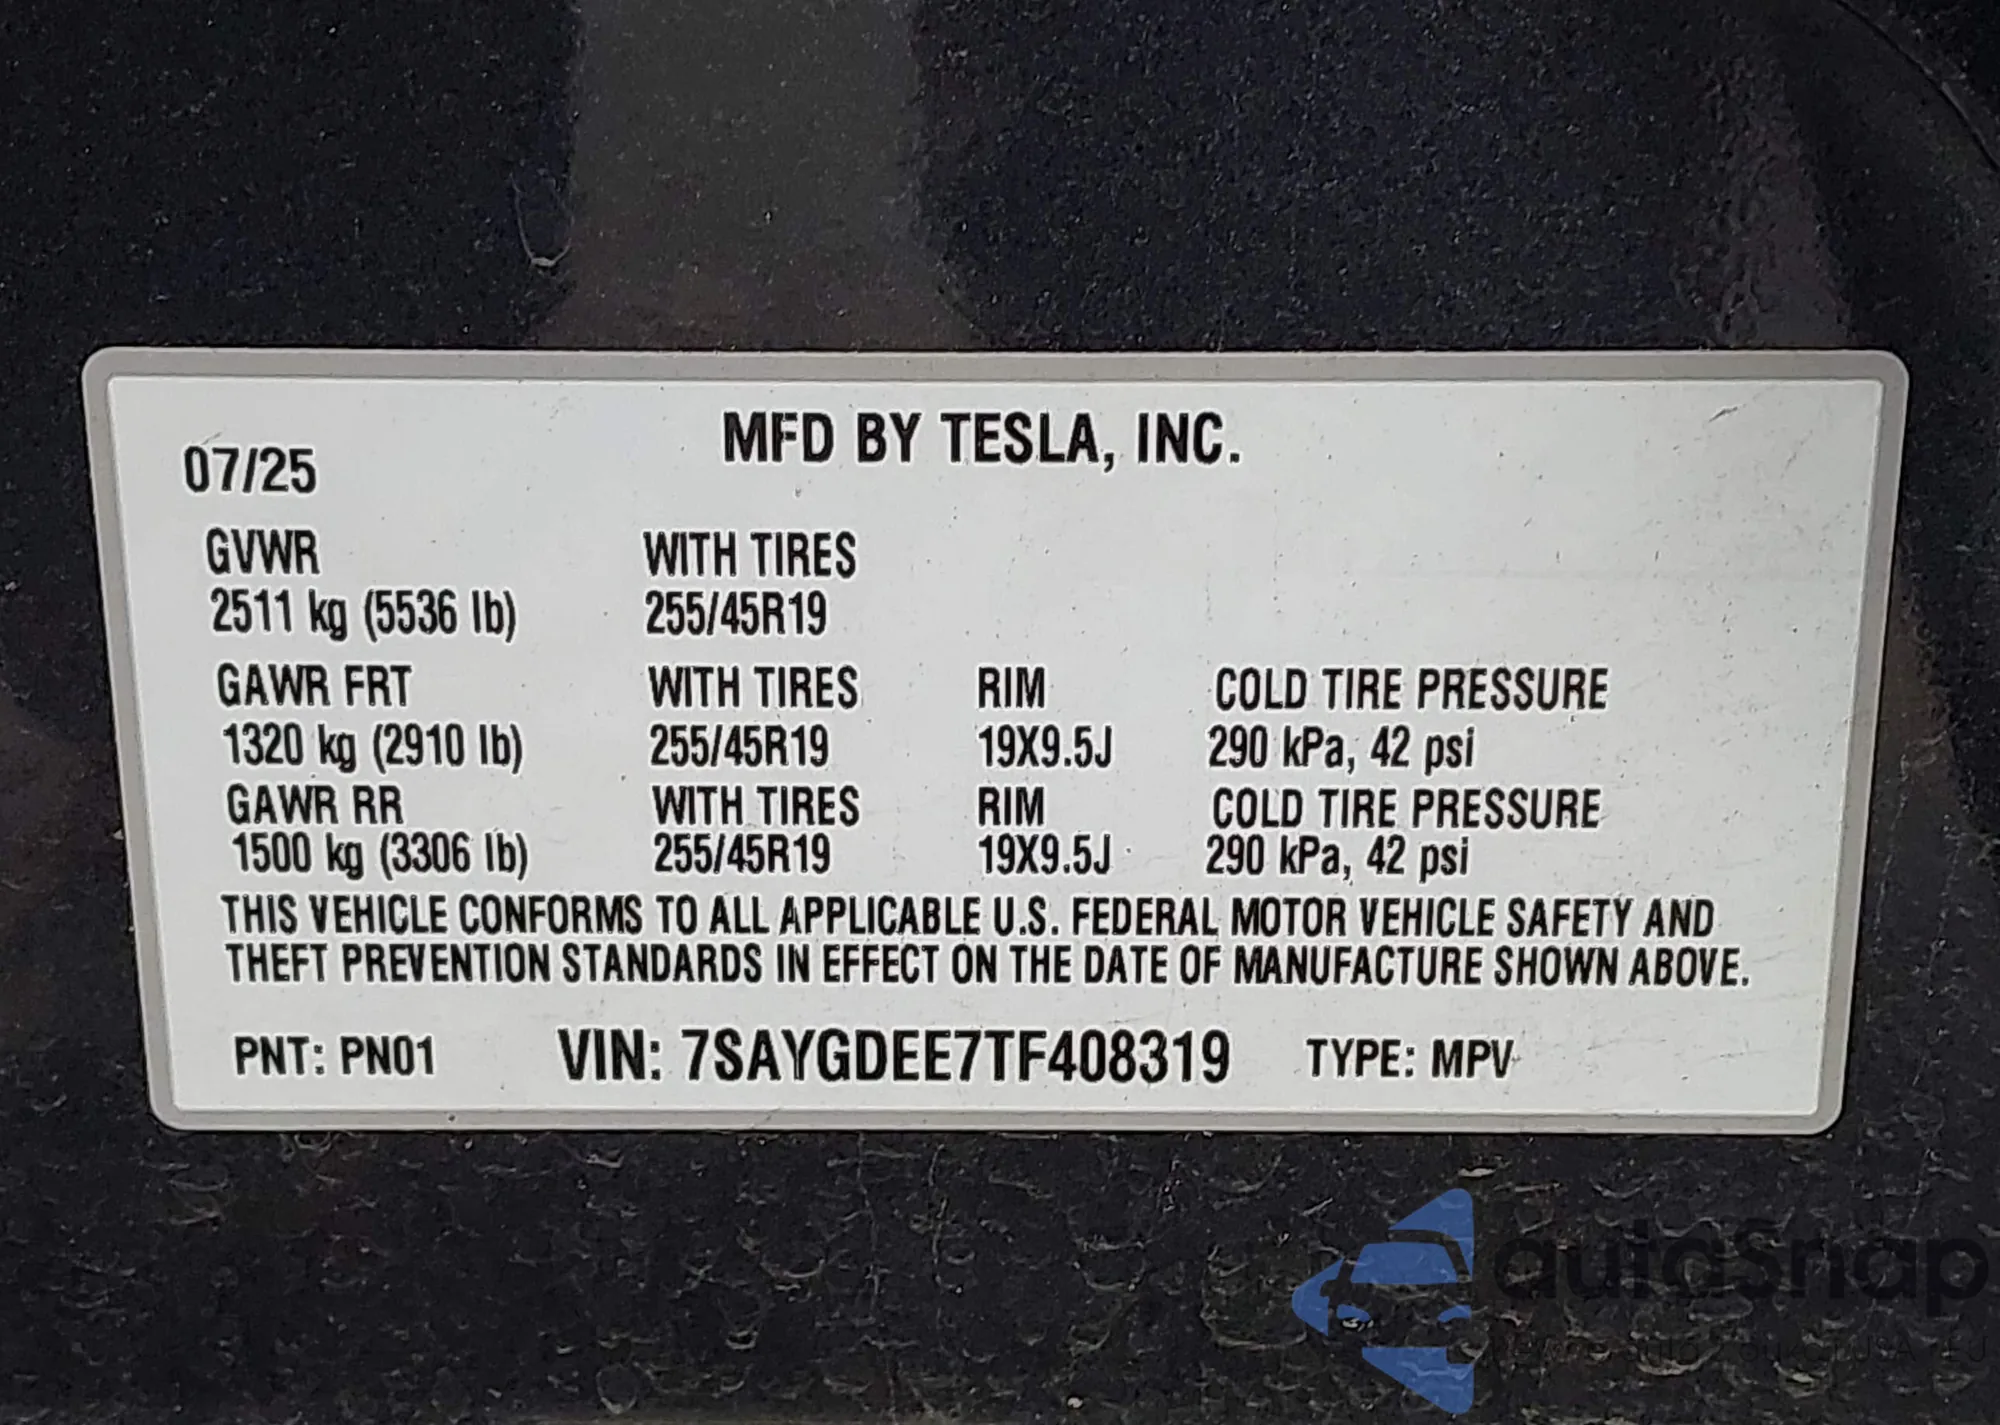 MFD BY TESLA, INC.
07/25
GVWR WITH TIRES
2511 kg (5536 lb) 255/45R19
GAWR FRT WITH TIRES RIM COLD TIRE PRESSURE
1320 kg (2910 lb) 255/45R19 19X9.5J 290 kPa, 42 psi
GAWR RR WITH TIRES RIM COLD TIRE PRESSURE
1500 kg (3306 lb) 255/45R19 19X9.5J 290 kPa, 42 psi
THIS VEHICLE CONFORMS TO ALL APPLICABLE U.S. FEDERAL MOTOR VEHICLE SAFETY AND
THEFT PREVENTION STANDARDS IN EFFECT ON THE DATE OF MANUFACTURE SHOWN ABOVE.
PNT: PN01 VIN: 7SAYGDEE7TF408319 TYPE: MPV